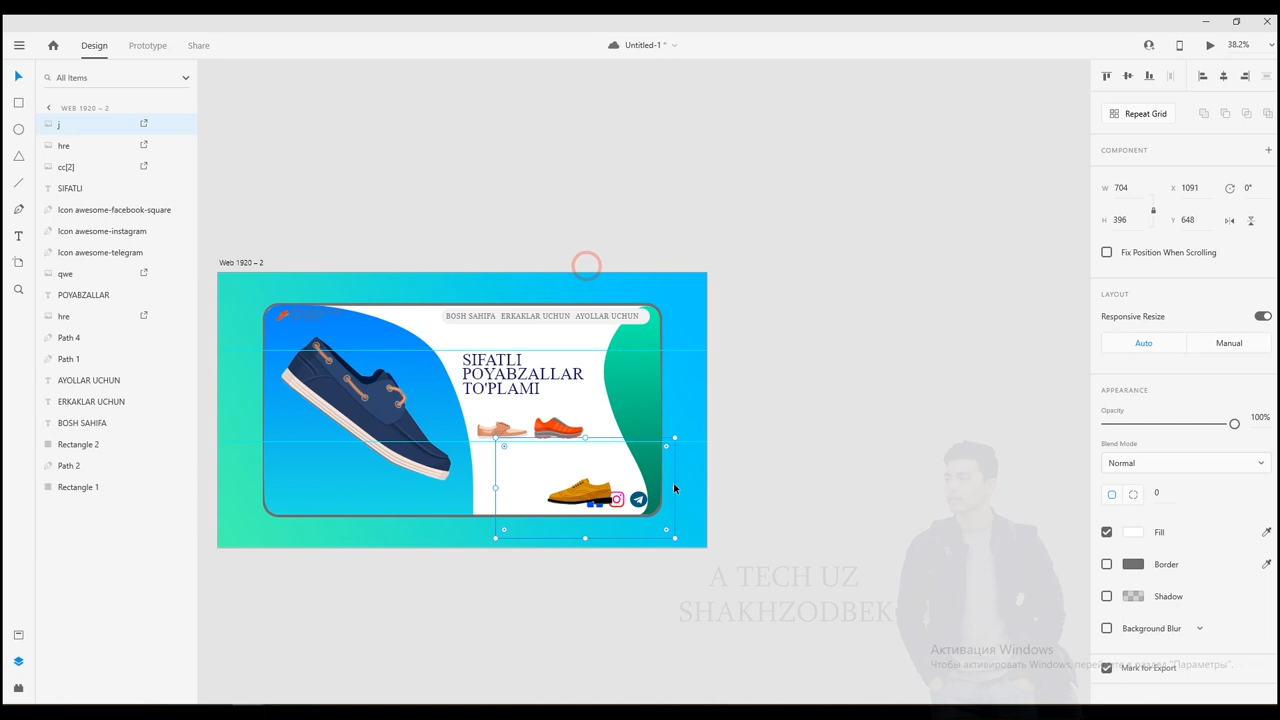 Design
Prototype
Share
Untitled-1 *
38.2%
All Items
WEB 1920 – 2
j
hre
cc[2]
SIFATLI
Icon awesome-facebook-square
Icon awesome-instagram
Icon awesome-telegram
qwe
POYABZALLAR
hre
Path 4
Path 1
AYOLLAR UCHUN
ERKAKLAR UCHUN
BOSH SAHIFA
Rectangle 2
Path 2
Rectangle 1
Web 1920 – 2
BOSH SAHIFA ERKAKLAR UCHUN AYOLLAR UCHUN
SIFATLI
POYABZALLAR
TO'PLAMI
A TECH UZ
SHAKHZODBEK
Repeat Grid
COMPONENT
W 704 X 1091 0°
H 396 Y 648
Fix Position When Scrolling
LAYOUT
Responsive Resize
Auto Manual
APPEARANCE
Opacity
100%
Blend Mode
Normal
0
Fill
Border
Shadow
Background Blur
Mark for Export
Активация Windows
Чтобы активировать Windows, перейдите в раздел "Параметры".